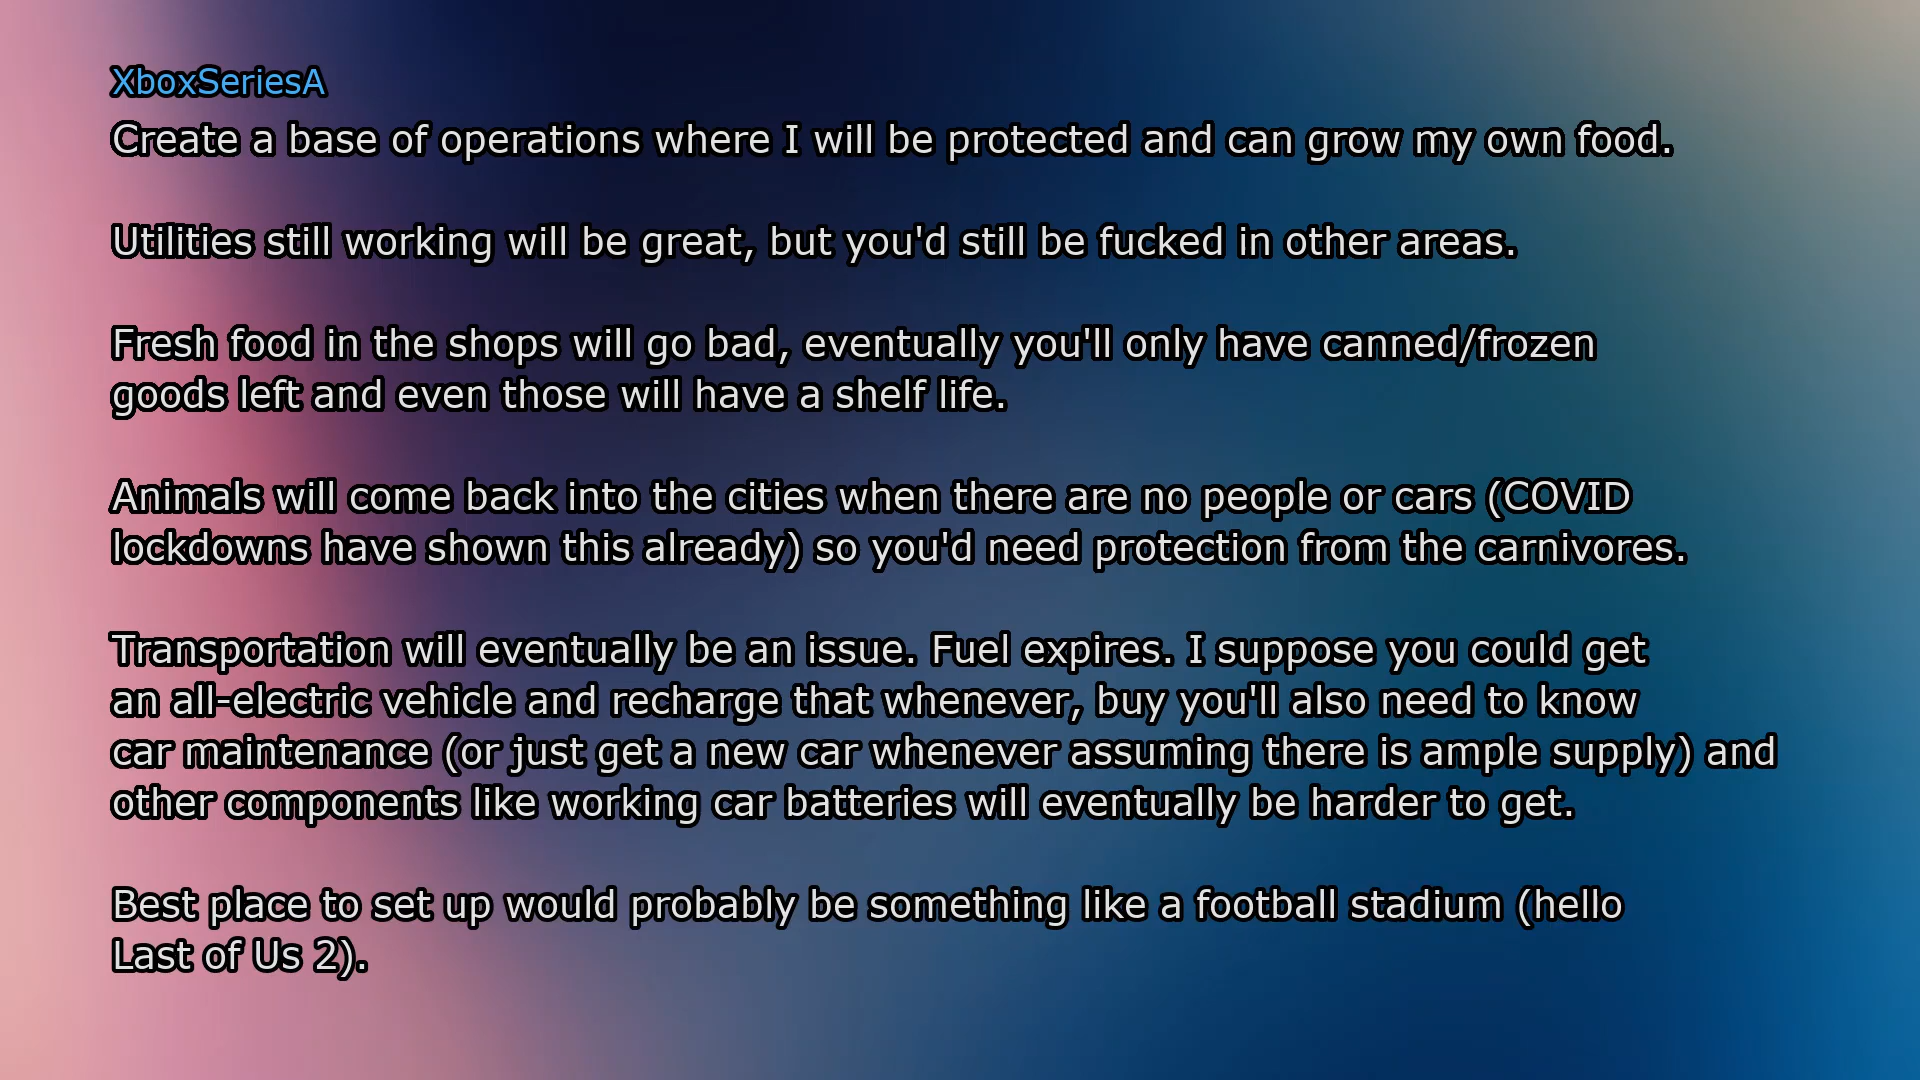 XboxSeriesA
Create a base of operations where I will be protected and can grow my own food.
Utilities still working will be great, but you'd still be fucked in other areas.
Fresh food in the shops will go bad, eventually you'll only have canned/frozen
goods left and even those will have a shelf life.
Animals will come back into the cities when there are no people or cars (COVID
lockdowns have shown this already) so you'd need protection from the carnivores.
Transportation will eventually be an issue. Fuel expires. I suppose you could get
an all-electric vehicle and recharge that whenever, buy you'll also need to know
car maintenance (or just get a new car whenever assuming there is ample supply) and
other components like working car batteries will eventually be harder to get.
Best place to set up would probably be something like a football stadium (hello
Last of Us 2).